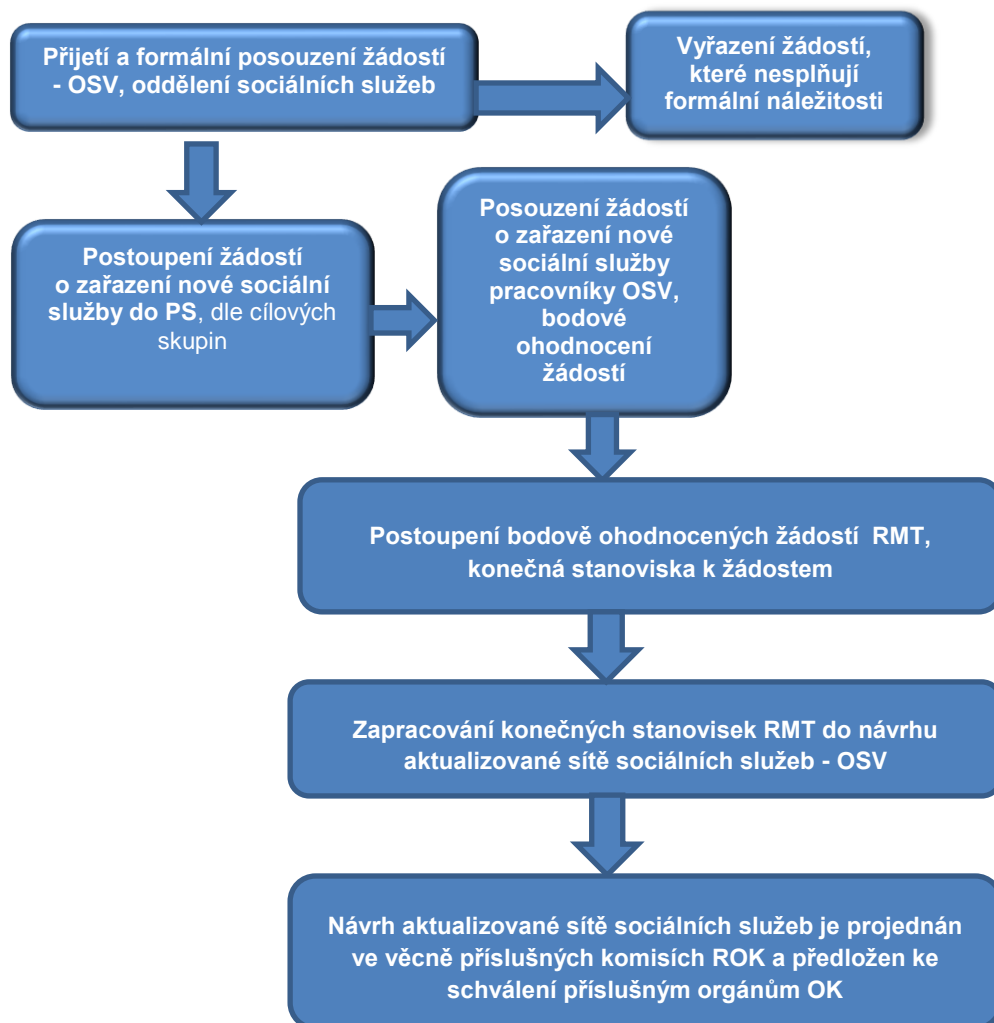 Přijetí a formální posouzení žádostí
- OSV, oddělení sociálních služeb
Vyřazení žádostí,
které nesplňují
formální náležitosti
Postoupení žádostí
o zařazení nové sociální
služby do PS, dle cílových
skupin
Posouzení žádostí
o zařazení nové
sociální služby
pracovníky OSV,
bodové
ohodnocení
žádostí
Postoupení bodově ohodnocených žádostí  RMT,
konečná stanoviska k žádostem
Zapracování konečných stanovisek RMT do návrhu
aktualizované sítě sociálních služeb - OSV
Návrh aktualizované sítě sociálních služeb je projednán
ve věcně příslušných komisích ROK a předložen ke
schválení příslušným orgánům OK